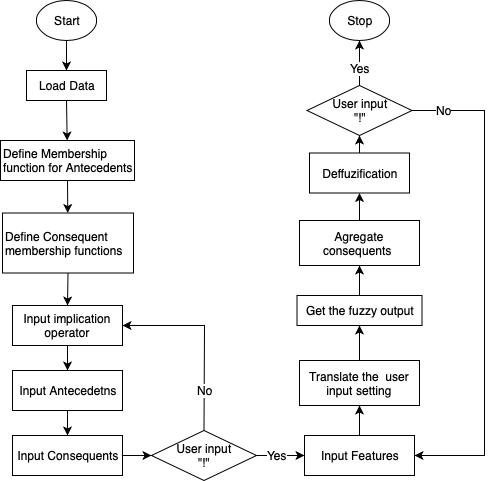 Start
Load Data
Define Membership
function for Antecedents
Define Consequent
membership functions
Input implication
operator
Input Antecedetns
Input Consequents
User input
"!"
No
Yes
Input Features
Translate the user
input setting
Get the fuzzy output
Agregate
consequents
Deffuzification
User input
"!"
No
Yes
Stop